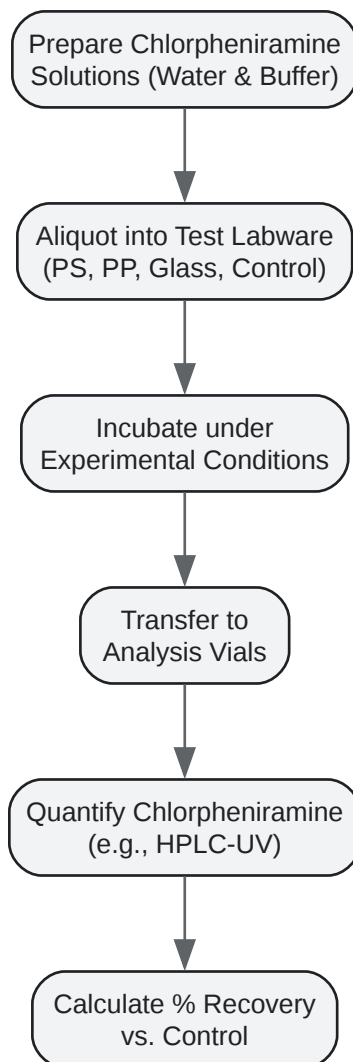 Prepare Chlorpheniramine
Solutions (Water & Buffer)
Aliquot into Test Labware
(PS, PP, Glass, Control)
Incubate under
Experimental Conditions
Transfer to
Analysis Vials
Quantify Chlorpheniramine
(e.g., HPLC-UV)
Calculate % Recovery
vs. Control